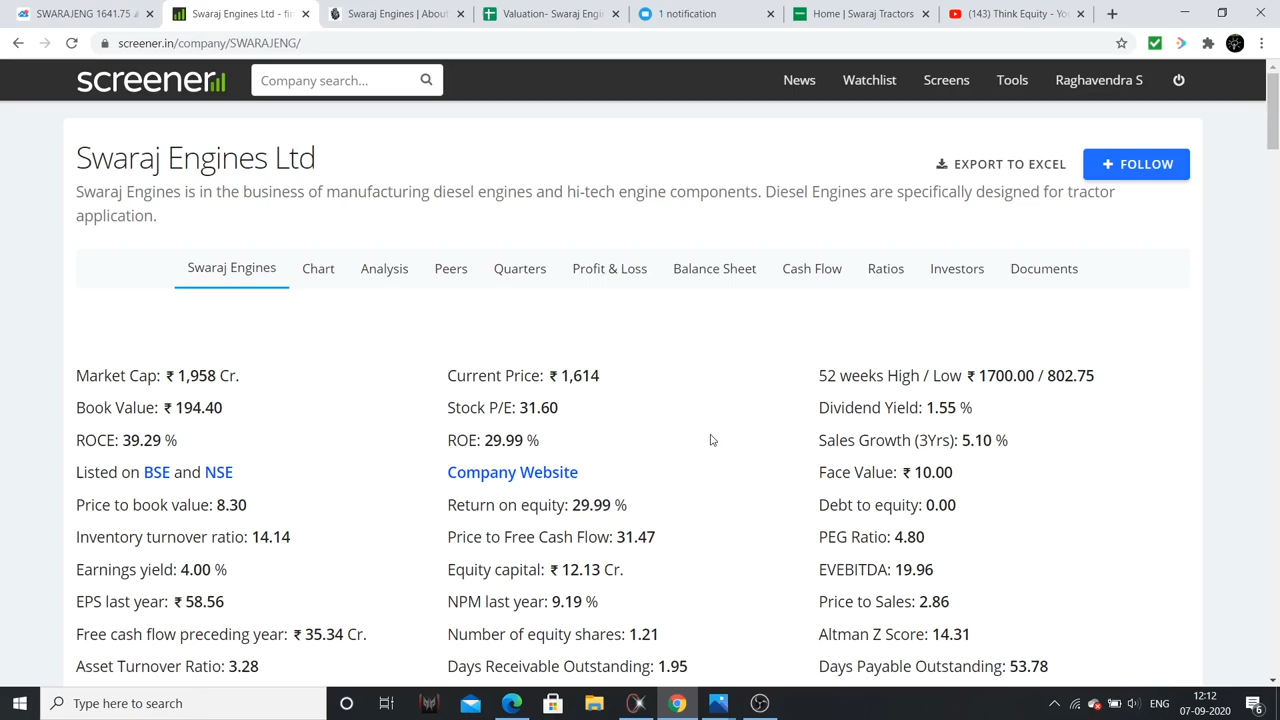 SWARAJENG 1641.75
Swaraj Engines Ltd - fin
Swaraj Engines | About
Valuation- Swaraj Engi
1 notification
Home | Swaraj Tractors
(143) Think Equity - Yo
screener.in/company/SWARAJENG/
screener
Company search...
News Watchlist Screens Tools Raghavendra S
Swaraj Engines Ltd
EXPORT TO EXCEL
+ FOLLOW
Swaraj Engines is in the business of manufacturing diesel engines and hi-tech engine components. Diesel Engines are specifically designed for tractor
application.
Swaraj Engines Chart Analysis Peers Quarters Profit & Loss Balance Sheet Cash Flow Ratios Investors Documents
Market Cap: ₹ 1,958 Cr. Current Price: ₹ 1,614 52 weeks High / Low ₹ 1700.00 / 802.75
Book Value: ₹ 194.40 Stock P/E: 31.60 Dividend Yield: 1.55 %
ROCE: 39.29 % ROE: 29.99 % Sales Growth (3Yrs): 5.10 %
Listed on BSE and NSE Company Website Face Value: ₹ 10.00
Price to book value: 8.30 Return on equity: 29.99 % Debt to equity: 0.00
Inventory turnover ratio: 14.14 Price to Free Cash Flow: 31.47 PEG Ratio: 4.80
Earnings yield: 4.00 % Equity capital: ₹ 12.13 Cr. EVEBITDA: 19.96
EPS last year: ₹ 58.56 NPM last year: 9.19 % Price to Sales: 2.86
Free cash flow preceding year: ₹ 35.34 Cr. Number of equity shares: 1.21 Altman Z Score: 14.31
Asset Turnover Ratio: 3.28 Days Receivable Outstanding: 1.95 Days Payable Outstanding: 53.78
Type here to search
ENG
12:12
07-09-2020
6